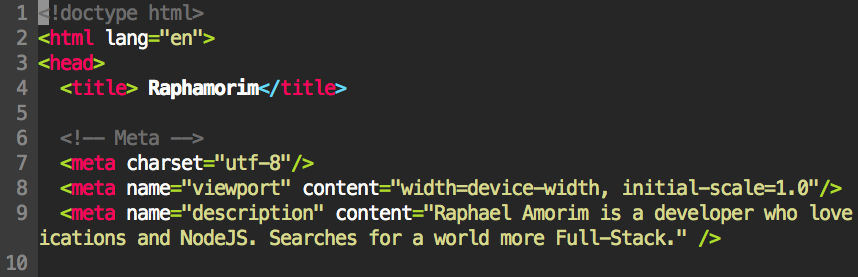 1 <!doctype html>
2 <html lang="en">
3 <head>
4 <title> Raphamorim</title>
5
6 <!-- Meta -->
7 <meta charset="utf-8"/>
8 <meta name="viewport" content="width=device-width, initial-scale=1.0"/>
9 <meta name="description" content="Raphael Amorim is a developer who love
ications and NodeJS. Searches for a world more Full-Stack." />
10